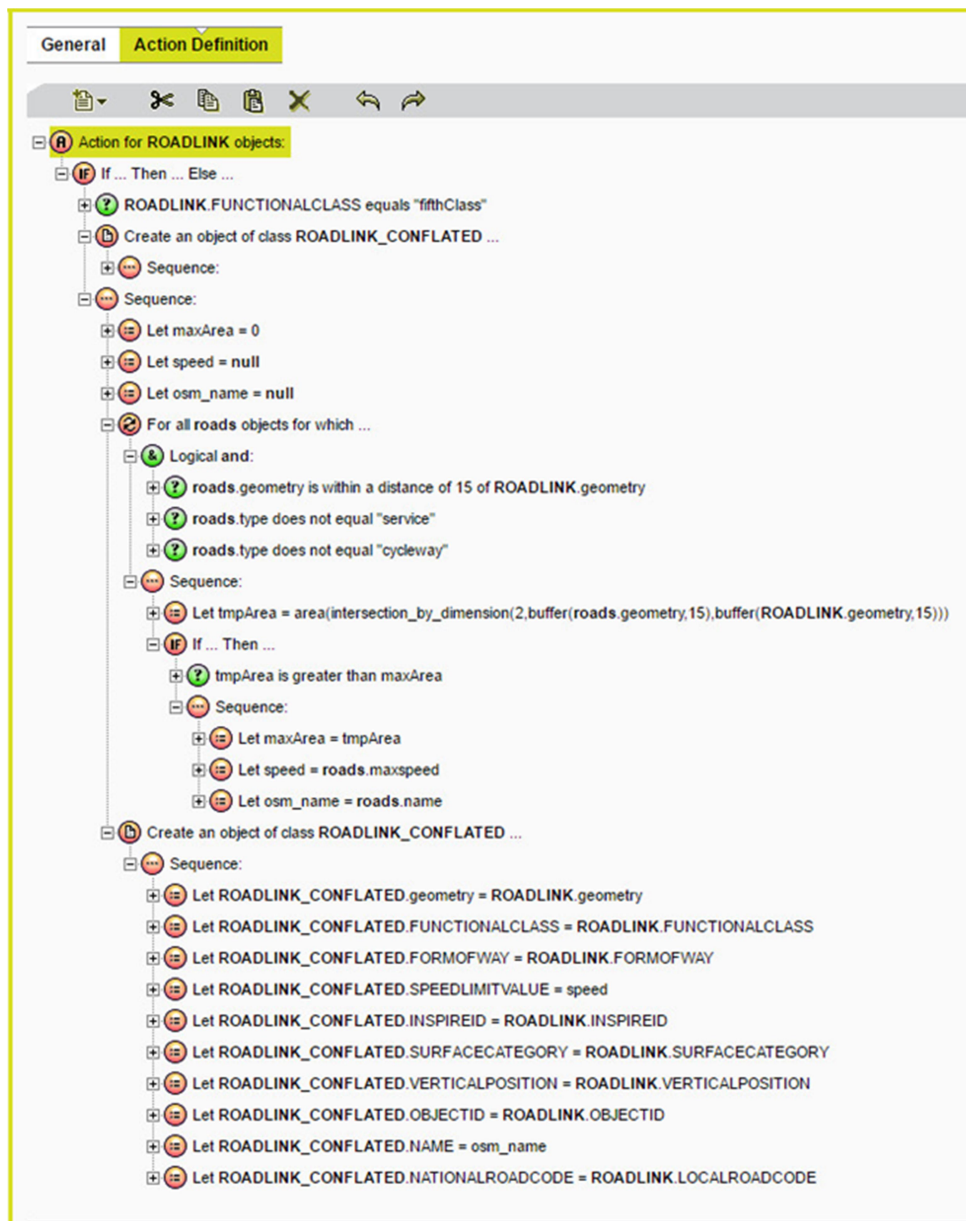 General Action Definition
A Action for ROADLINK objects:
IF If ... Then ... Else ...
? ROADLINK.FUNCTIONALCLASS equals "fifthClass"
Create an object of class ROADLINK_CONFLATED ...
Sequence:
Sequence:
Let maxArea = 0
Let speed = null
Let osm_name = null
For all roads objects for which ...
& Logical and:
? roads.geometry is within a distance of 15 of ROADLINK.geometry
? roads.type does not equal "service"
? roads.type does not equal "cycleway"
Sequence:
Let tmpArea = area(intersection_by_dimension(2,buffer(roads.geometry,15),buffer(ROADLINK.geometry,15)))
IF If ... Then ...
? tmpArea is greater than maxArea
Sequence:
Let maxArea = tmpArea
Let speed = roads.maxspeed
Let osm_name = roads.name
Create an object of class ROADLINK_CONFLATED ...
Sequence:
Let ROADLINK_CONFLATED.geometry = ROADLINK.geometry
Let ROADLINK_CONFLATED.FUNCTIONALCLASS = ROADLINK.FUNCTIONALCLASS
Let ROADLINK_CONFLATED.FORMOFWAY = ROADLINK.FORMOFWAY
Let ROADLINK_CONFLATED.SPEEDLIMITVALUE = speed
Let ROADLINK_CONFLATED.INSPIREID = ROADLINK.INSPIREID
Let ROADLINK_CONFLATED.SURFACECATEGORY = ROADLINK.SURFACECATEGORY
Let ROADLINK_CONFLATED.VERTICALPOSITION = ROADLINK.VERTICALPOSITION
Let ROADLINK_CONFLATED.OBJECTID = ROADLINK.OBJECTID
Let ROADLINK_CONFLATED.NAME = osm_name
Let ROADLINK_CONFLATED.NATIONALROADCODE = ROADLINK.LOCALROADCODE